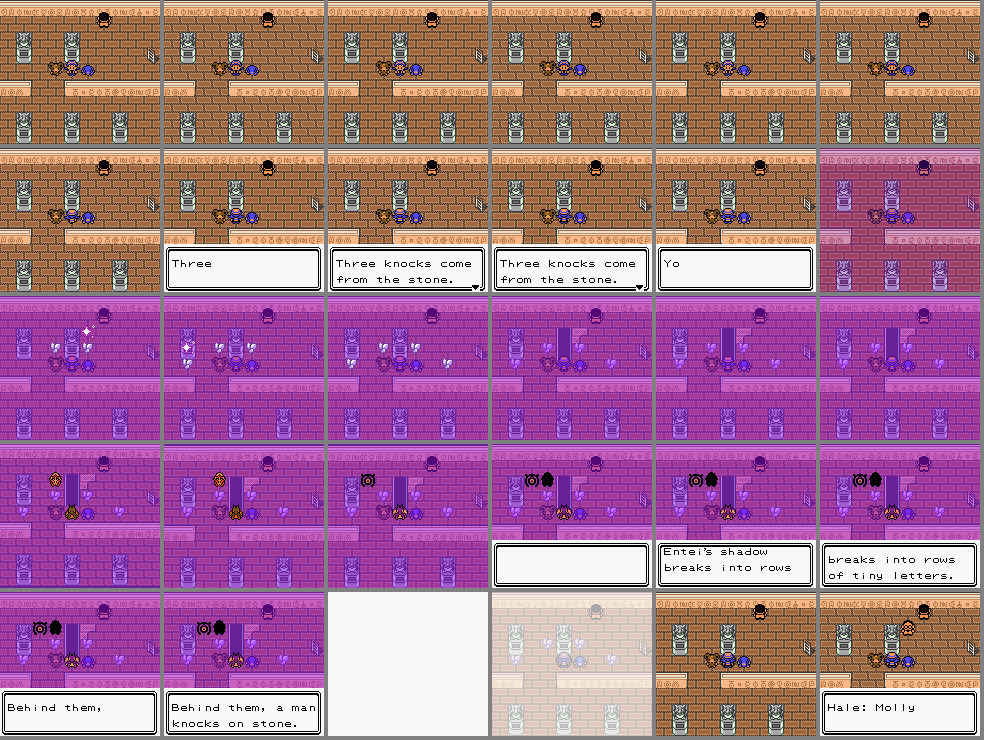 Three
Three knocks come
from the stone.
Three knocks come
from the stone.
Yo
Entei's shadow
breaks into rows
breaks into rows
of tiny letters.
Behind them,
Behind them, a man
knocks on stone.
Hale: Molly